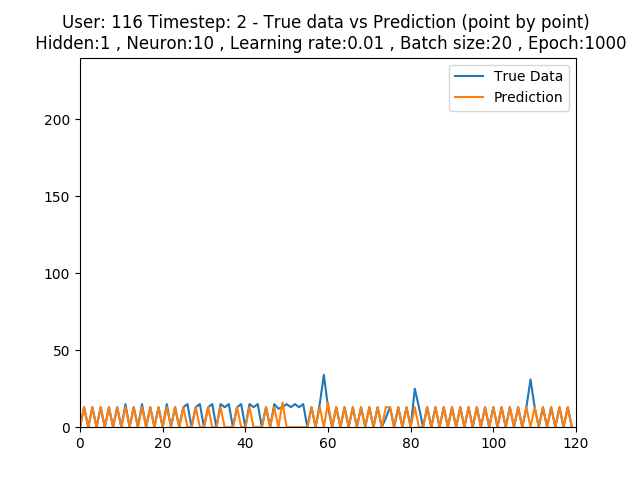 User: 116 Timestep: 2 - True data vs Prediction (point by point)
Hidden:1 , Neuron:10 , Learning rate:0.01 , Batch size:20 , Epoch:1000
True Data
Prediction
200
150
100
50
0
0 20 40 60 80 100 120